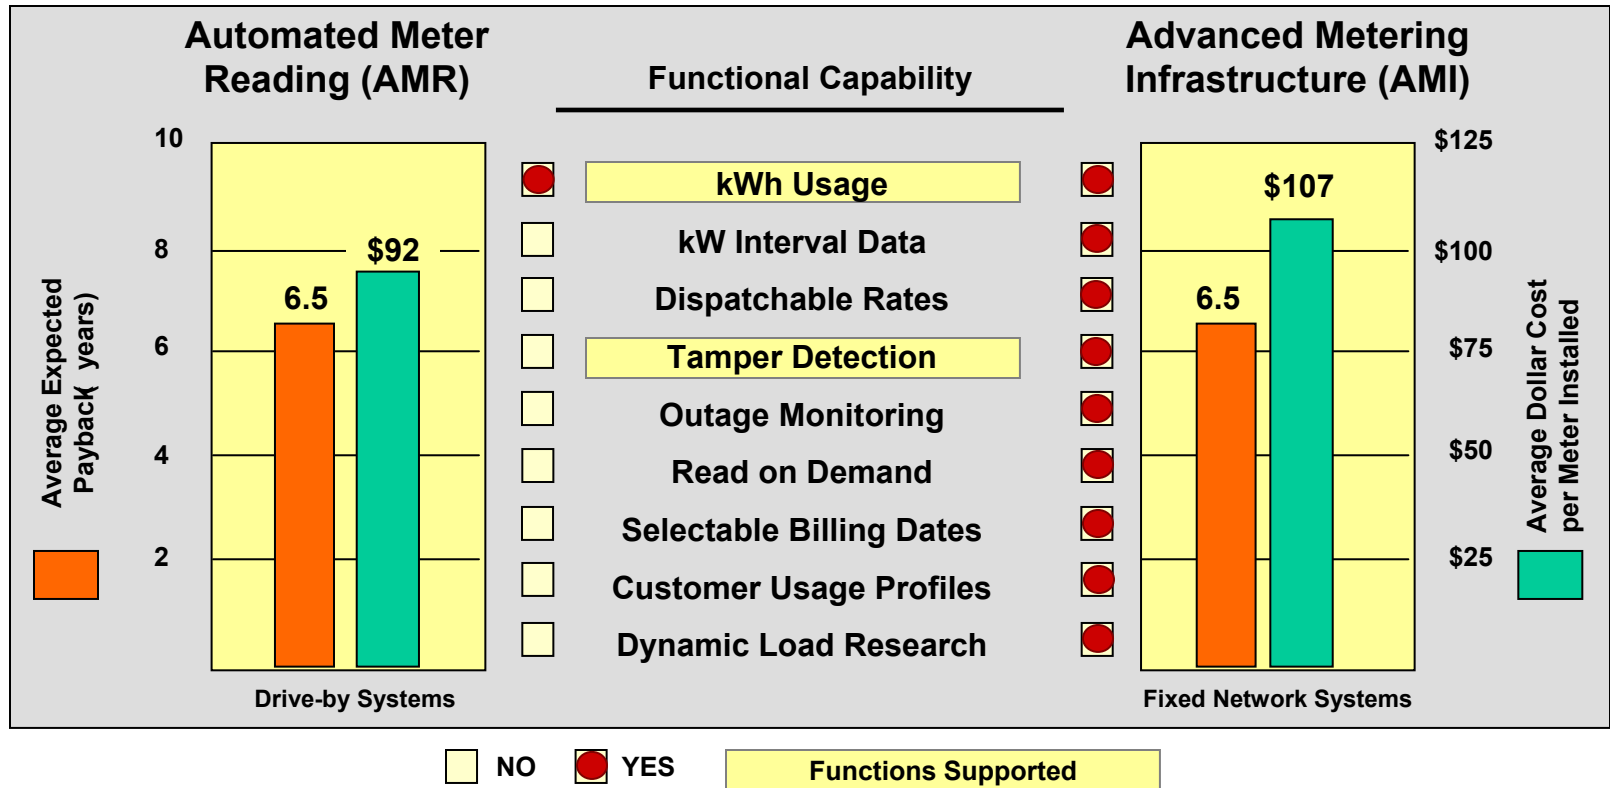 Automated Meter
Reading (AMR)
Functional Capability
Advanced Metering
Infrastructure (AMI)
10
8
6
4
2
Average Expected
Payback( years)
$92
6.5
Drive-by Systems
kWh Usage
kW Interval Data
Dispatchable Rates
Tamper Detection
Outage Monitoring
Read on Demand
Selectable Billing Dates
Customer Usage Profiles
Dynamic Load Research
$107
6.5
Fixed Network Systems
$125
$100
$75
$50
$25
Average Dollar Cost
per Meter Installed
NO
YES
Functions Supported